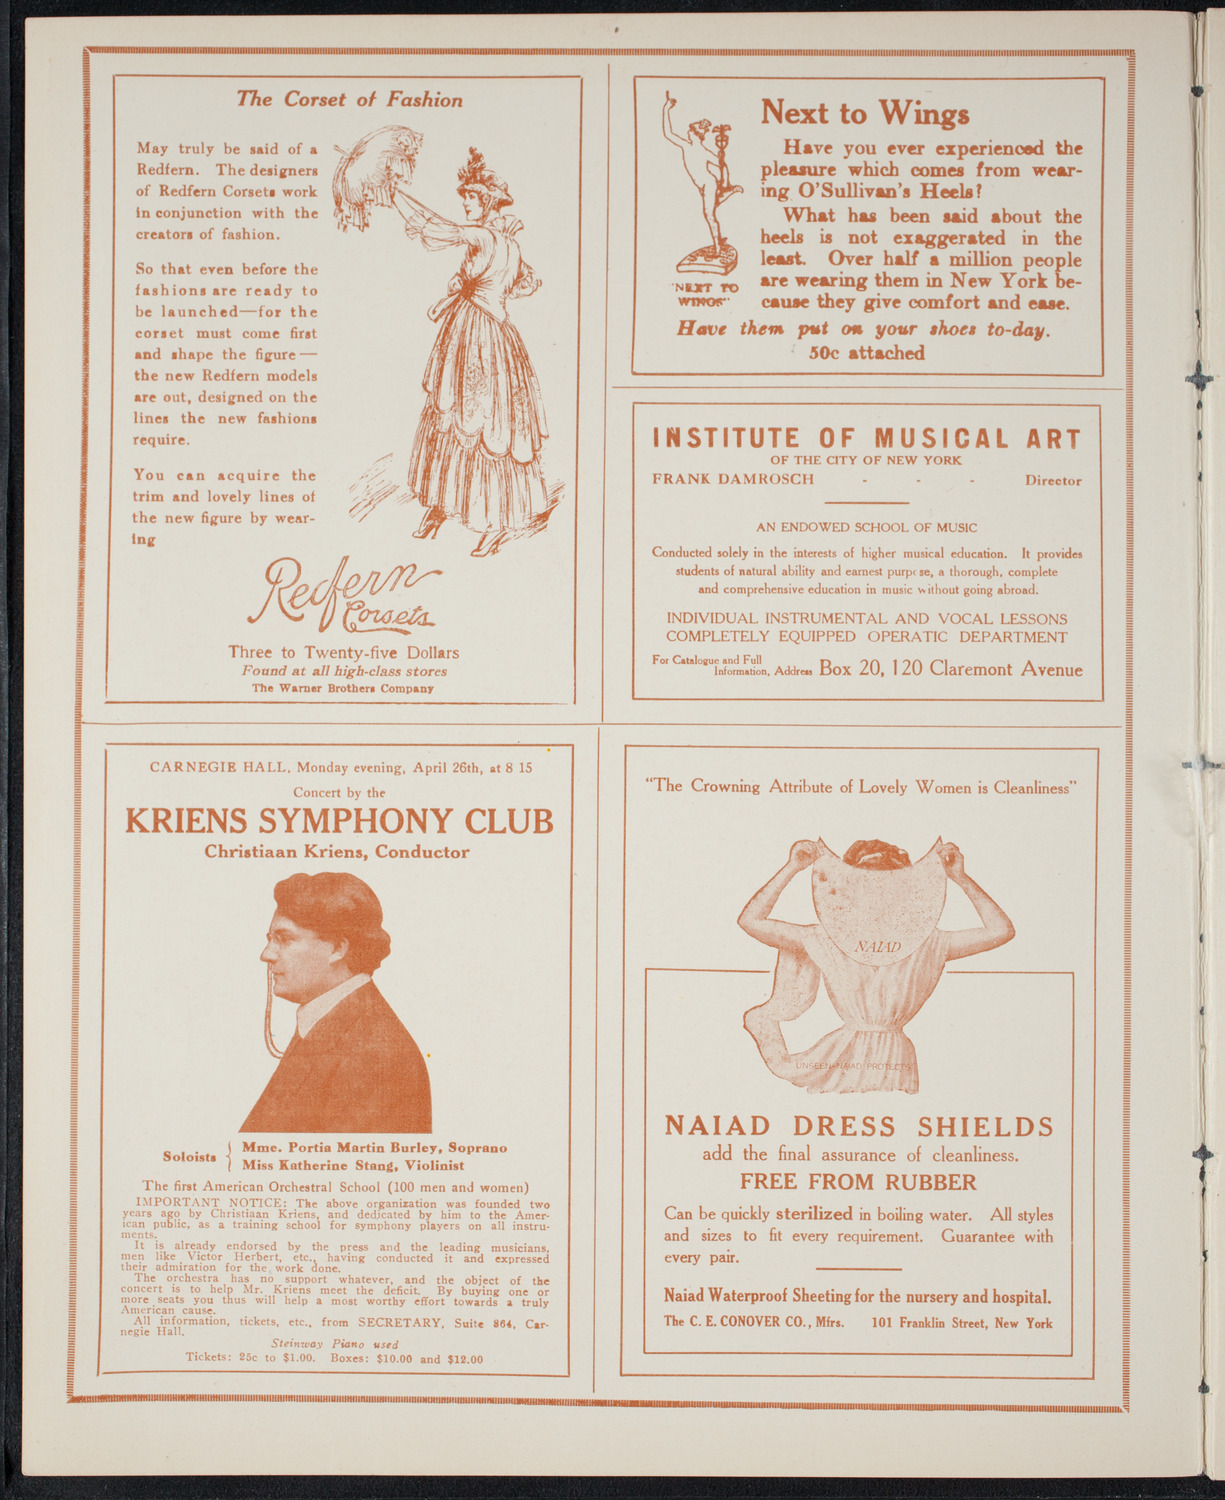 The Corset of Fashion
May truly be said of a
Redfern. The designers
of Redfern Corsets work
in conjunction with the
creators of fashion.
So that even before the
fashions are ready to
be launched—for the
corset must come first
and shape the figure—
the new Redfern models
are out, designed on the
lines the new fashions
require.
You can acquire the
trim and lovely lines of
the new figure by wear-
ing
Redfern
Corsets
Three to Twenty-five Dollars
Found at all high-class stores
The Warner Brothers Company
Next to Wings
Have you ever experienced the
pleasure which comes from wear-
ing O'Sullivan's Heels?
What has been said about the
heels is not exaggerated in the
least. Over half a million people
are wearing them in New York be-
cause they give comfort and ease.
"NEXT TO
WINGS"
Have them put on your shoes to-day.
50c attached
INSTITUTE OF MUSICAL ART
OF THE CITY OF NEW YORK
FRANK DAMROSCH - - - Director
AN ENDOWED SCHOOL OF MUSIC
Conducted solely in the interests of higher musical education. It provides
students of natural ability and earnest purpose, a thorough, complete
and comprehensive education in music without going abroad.
INDIVIDUAL INSTRUMENTAL AND VOCAL LESSONS
COMPLETELY EQUIPPED OPERATIC DEPARTMENT
For Catalogue and Full
Information, Address Box 20, 120 Claremont Avenue
CARNEGIE HALL, Monday evening, April 26th, at 8 15
Concert by the
KRIENS SYMPHONY CLUB
Christiaan Kriens, Conductor
Soloists { Mme. Portia Martin Burley, Soprano
Miss Katherine Stang, Violinist
The first American Orchestral School (100 men and women)
IMPORTANT NOTICE: The above organization was founded two
years ago by Christiaan Kriens, and dedicated by him to the Amer-
ican public, as a training school for symphony players on all instru-
ments.
It is already endorsed by the press and the leading musicians,
men like Victor Herbert, etc., having conducted it and expressed
their admiration for the work done.
The orchestra has no support whatever, and the object of the
concert is to help Mr. Kriens meet the deficit. By buying one or
more seats you thus will help a most worthy effort towards a truly
American cause.
All information, tickets, etc., from SECRETARY, Suite 864, Car-
negie Hall.
Steinway Piano used
Tickets: 25c to $1.00. Boxes: $10.00 and $12.00
"The Crowning Attribute of Lovely Women is Cleanliness"
NAIAD
UNSEEN-NAIAD PROTECTS
NAIAD DRESS SHIELDS
add the final assurance of cleanliness.
FREE FROM RUBBER
Can be quickly sterilized in boiling water. All styles
and sizes to fit every requirement. Guarantee with
every pair.
Naiad Waterproof Sheeting for the nursery and hospital.
The C. E. CONOVER CO., Mfrs. 101 Franklin Street, New York